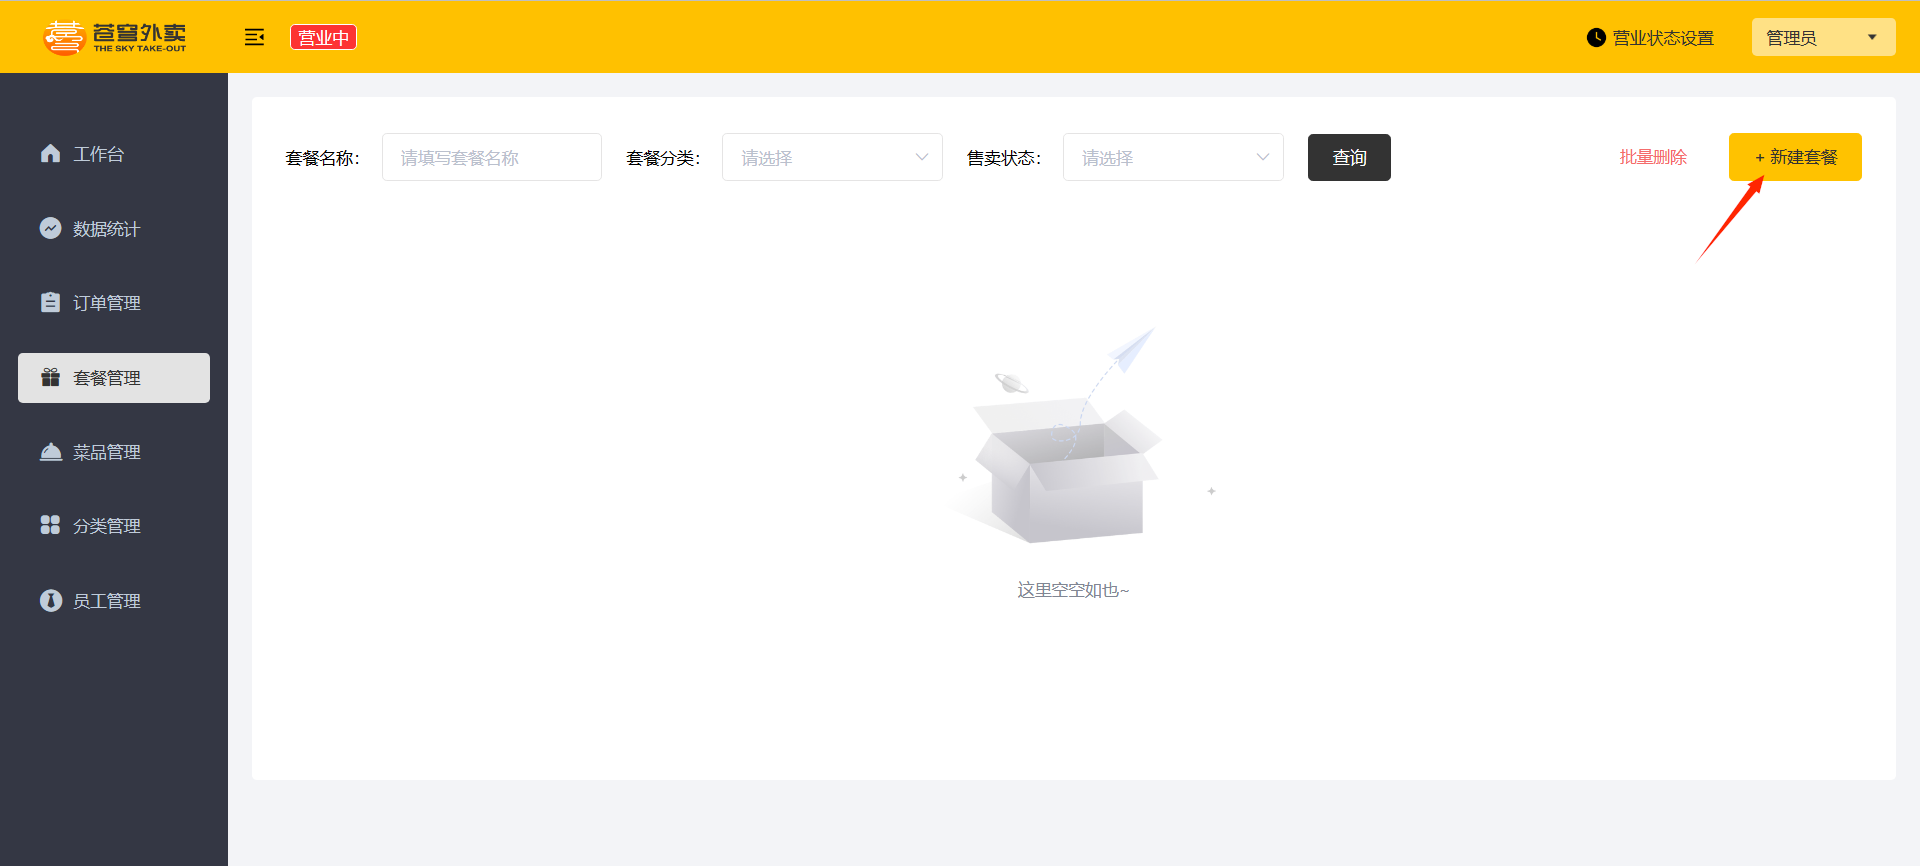 苍穹外卖
THE SKY TAKE-OUT
营业中
营业状态设置
管理员
工作台
数据统计
订单管理
套餐管理
菜品管理
分类管理
员工管理
套餐名称： 请填写套餐名称 套餐分类： 请选择 售卖状态： 请选择 查询 批量删除 + 新建套餐
这里空空如也~